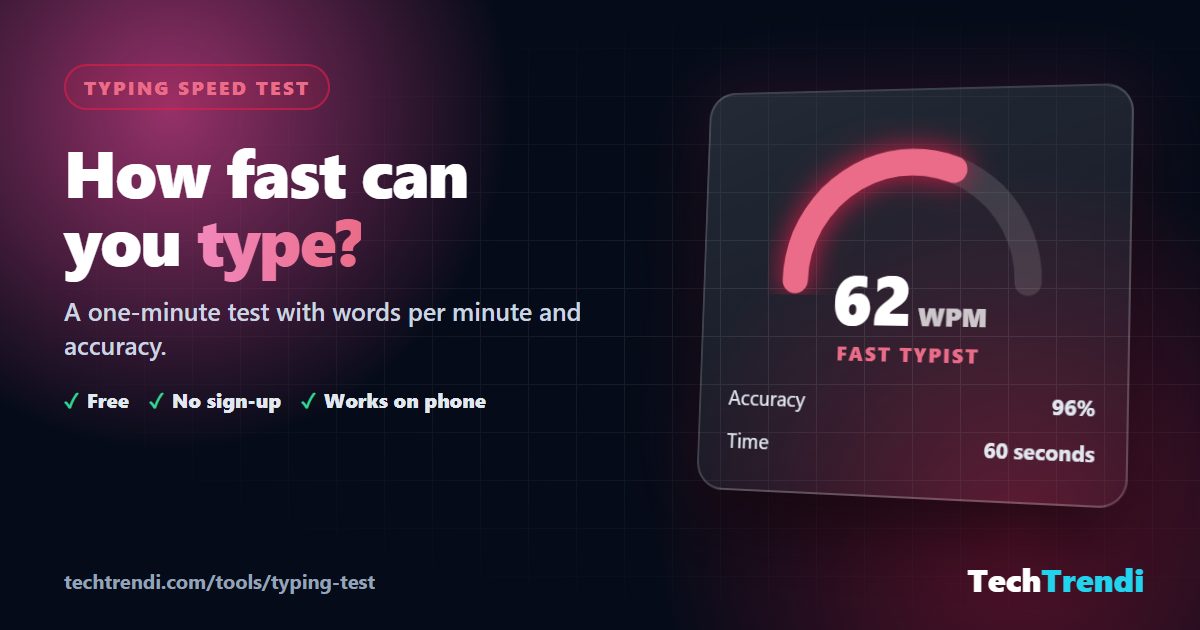 TYPING SPEED TEST
How fast can
you type?
A one-minute test with words per minute and
accuracy.
✓ Free ✓ No sign-up ✓ Works on phone
62 WPM
FAST TYPIST
Accuracy 96%
Time 60 seconds
techtrendi.com/tools/typing-test
TechTrendi